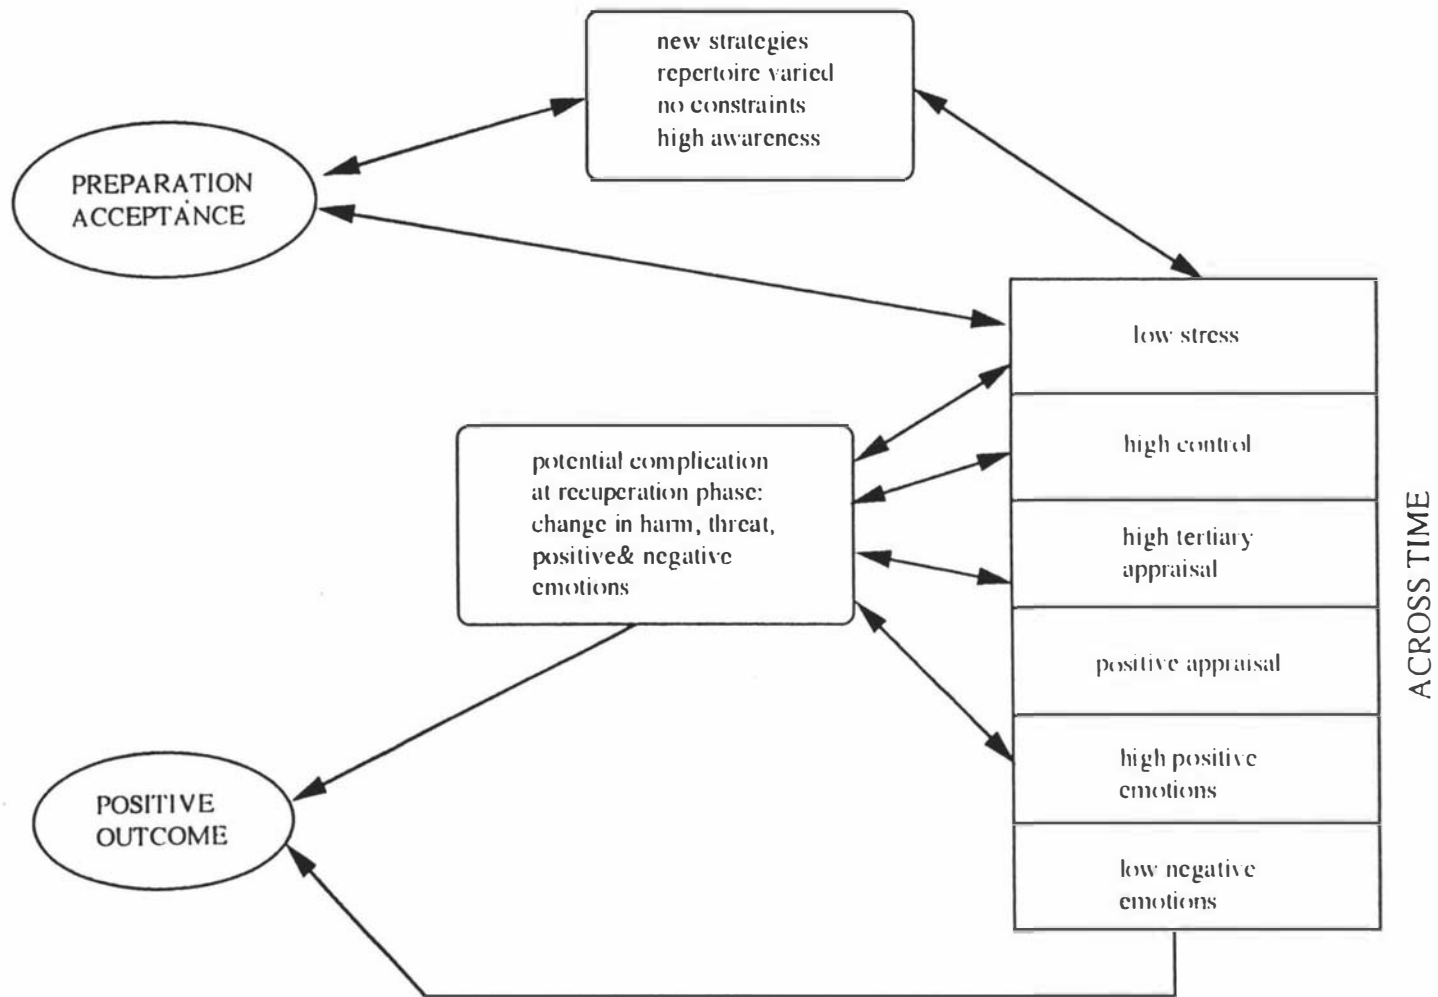 new strategies
repertoire varied
no constraints
high awareness
PREPARATION
ACCEPTANCE
low stress
high control
potential complication
at recuperation phase:
change in harm, threat,
positive& negative
emotions
high tertiary
appraisal
positive appraisal
ACROSS TIME
high positive
emotions
POSITIVE
OUTCOME
low negative
emotions